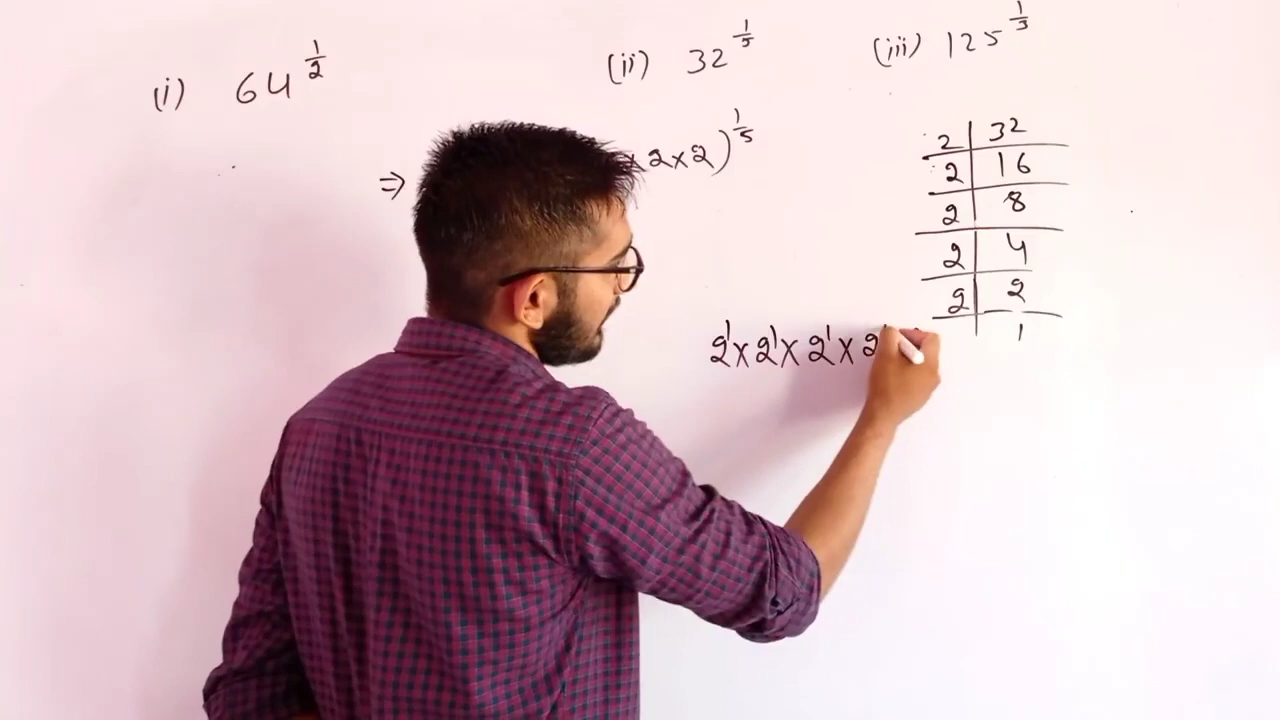 (i) 64^(1/2) (ii) 32^(1/5) (iii) 125^(1/3)
⇒ × 2 × 2)^(1/5)
2 | 32
2 | 16
2 | 8
2 | 4
2 | 2
| 1
2¹ × 2¹ × 2¹ × 2¹